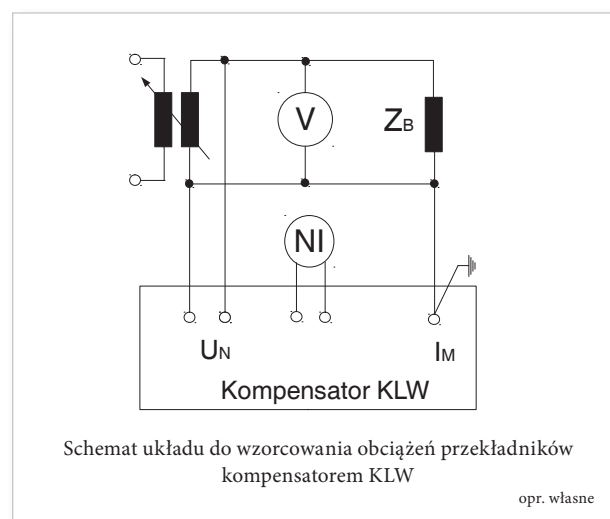 V
ZB
NI
UN
IM
Kompensator KLW
Schemat układu do wzorcowania obciążeń przekładników
kompensatorem KLW
opr. własne